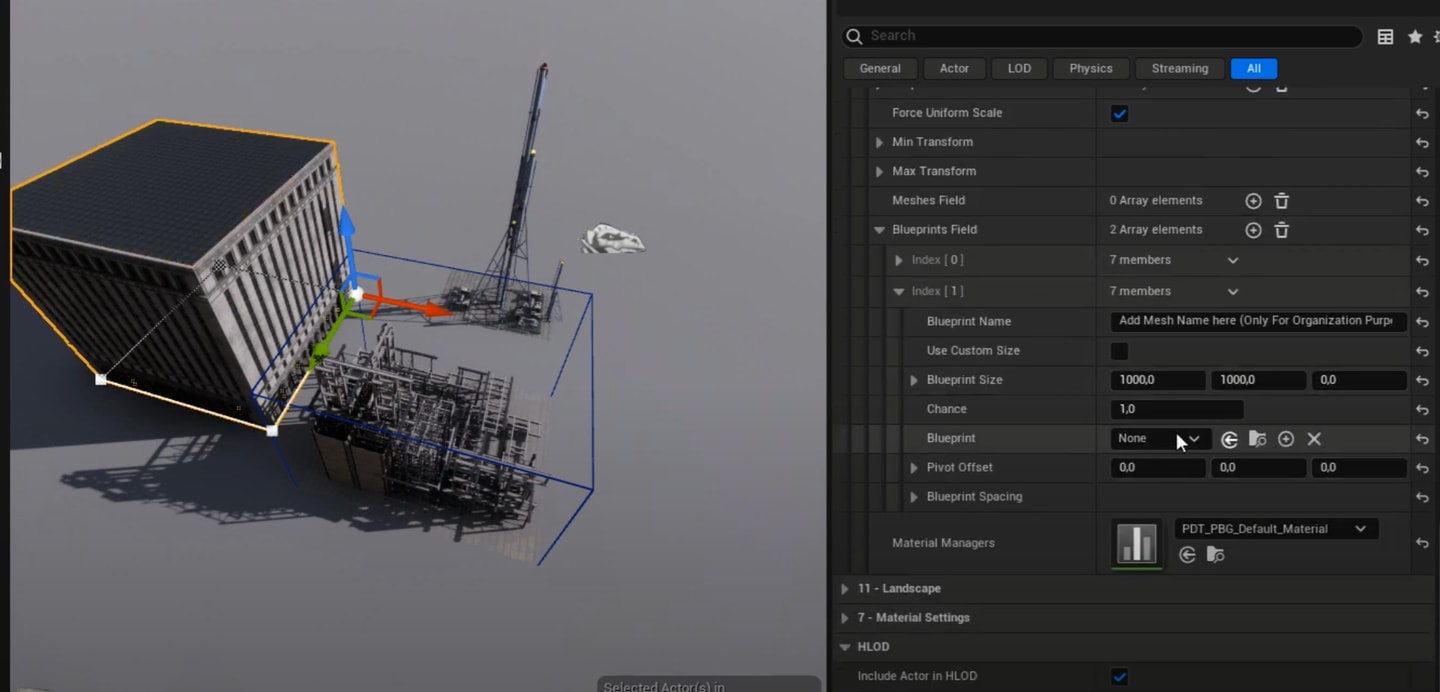 Search
General Actor LOD Physics Streaming All
Force Uniform Scale
Min Transform
Max Transform
Meshes Field 0 Array elements
Blueprints Field 2 Array elements
Index [ 0 ] 7 members
Index [ 1 ] 7 members
Blueprint Name Add Mesh Name here (Only For Organization Purpo
Use Custom Size
Blueprint Size 1000,0 1000,0 0,0
Chance 1,0
Blueprint None
Pivot Offset 0,0 0,0 0,0
Blueprint Spacing
Material Managers PDT_PBG_Default_Material
11 - Landscape
7 - Material Settings
HLOD
Include Actor in HLOD
Selected Actor(s) in